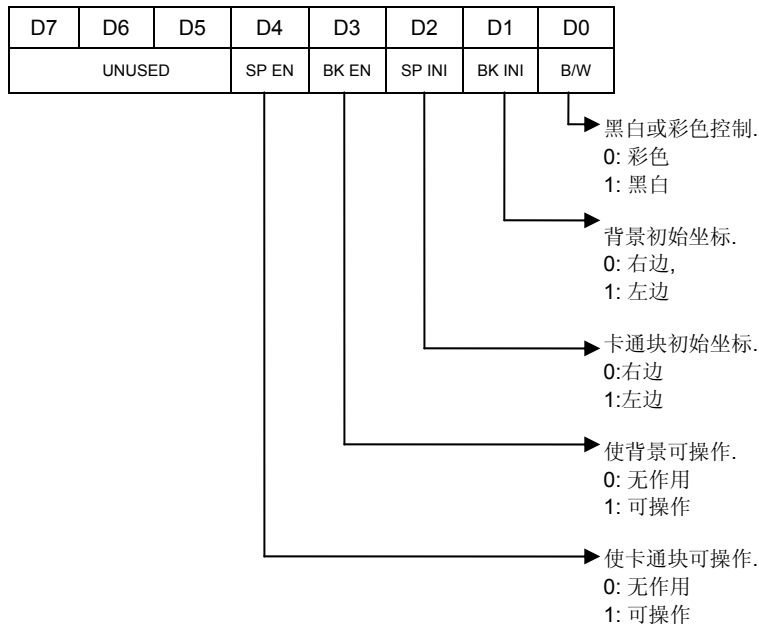 D7 D6 D5 D4 D3 D2 D1 D0
UNUSED SP EN BK EN SP INI BK INI B/W
黑白或彩色控制.
0: 彩色
1: 黑白
背景初始坐标.
0: 右边,
1: 左边
卡通块初始坐标.
0:右边
1:左边
使背景可操作.
0: 无作用
1: 可操作
使卡通块可操作.
0: 无作用
1: 可操作